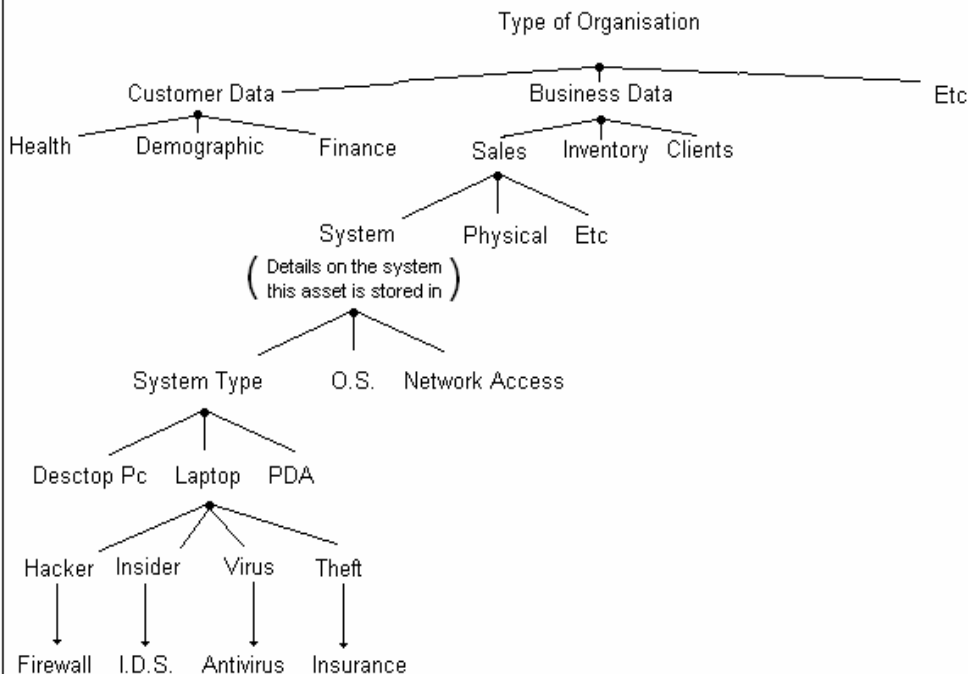 Type of Organisation
Customer Data Business Data Etc
Health Demographic Finance Sales Inventory Clients
System Physical Etc
( Details on the system
this asset is stored in )
System Type O.S. Network Access
Desctop Pc Laptop PDA
Hacker Insider Virus Theft
Firewall I.D.S. Antivirus Insurance